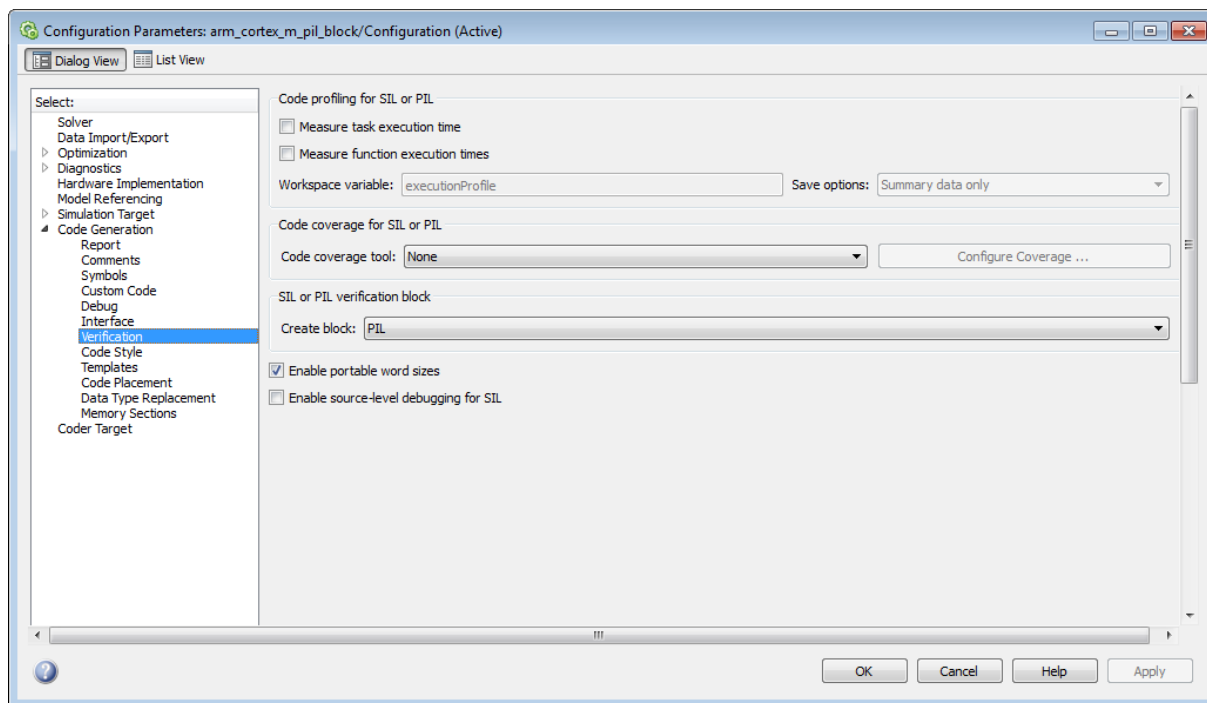 Configuration Parameters: arm_cortex_m_pil_block/Configuration (Active)
Dialog View List View
Select:
Solver
Data Import/Export
Optimization
Diagnostics
Hardware Implementation
Model Referencing
Simulation Target
Code Generation
Report
Comments
Symbols
Custom Code
Debug
Interface
Verification
Code Style
Templates
Code Placement
Data Type Replacement
Memory Sections
Coder Target
Code profiling for SIL or PIL
Measure task execution time
Measure function execution times
Workspace variable: executionProfile Save options: Summary data only
Code coverage for SIL or PIL
Code coverage tool: None Configure Coverage ...
SIL or PIL verification block
Create block: PIL
Enable portable word sizes
Enable source-level debugging for SIL
OK Cancel Help Apply